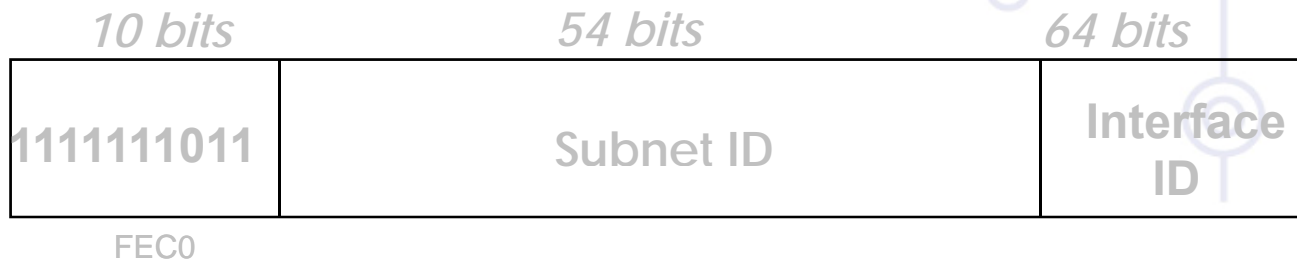 10 bits 54 bits 64 bits
1111111011 Subnet ID Interface ID
FEC0